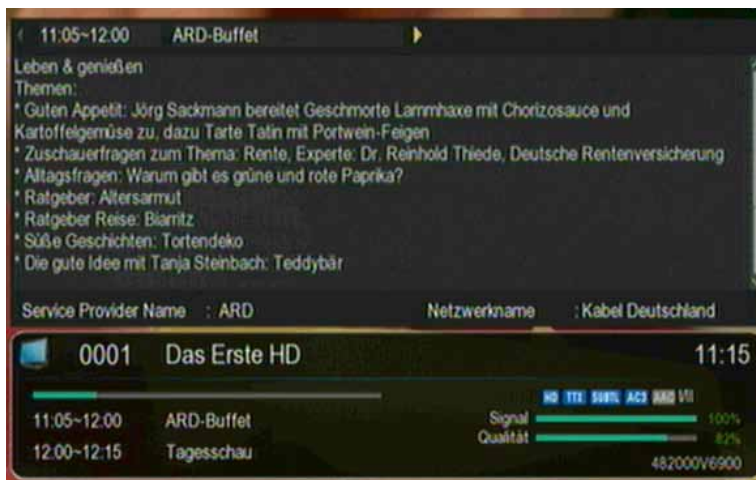 11:05~12:00 ARD-Buffet
Leben & genießen
Themen:
* Guten Appetit: Jörg Sackmann bereitet Geschmorte Lammhaxe mit Chorizosauce und
Kartoffelgemüse zu, dazu Tarte Tatin mit Portwein-Feigen
* Zuschauerfragen zum Thema: Rente, Experte: Dr. Reinhold Thiede, Deutsche Rentenversicherung
* Alltagsfragen: Warum gibt es grüne und rote Paprika?
* Ratgeber: Altersarmut
* Ratgeber Reise: Biarritz
* Süße Geschichten: Tortendeko
* Die gute Idee mit Tanja Steinbach: Teddybär
Service Provider Name : ARD Netzwerkname : Kabel Deutschland
0001 Das Erste HD 11:15
HD TTX SUBTL AC3
11:05~12:00 ARD-Buffet Signal 100%
Qualität 82%
12:00~12:15 Tagesschau
482000V6900